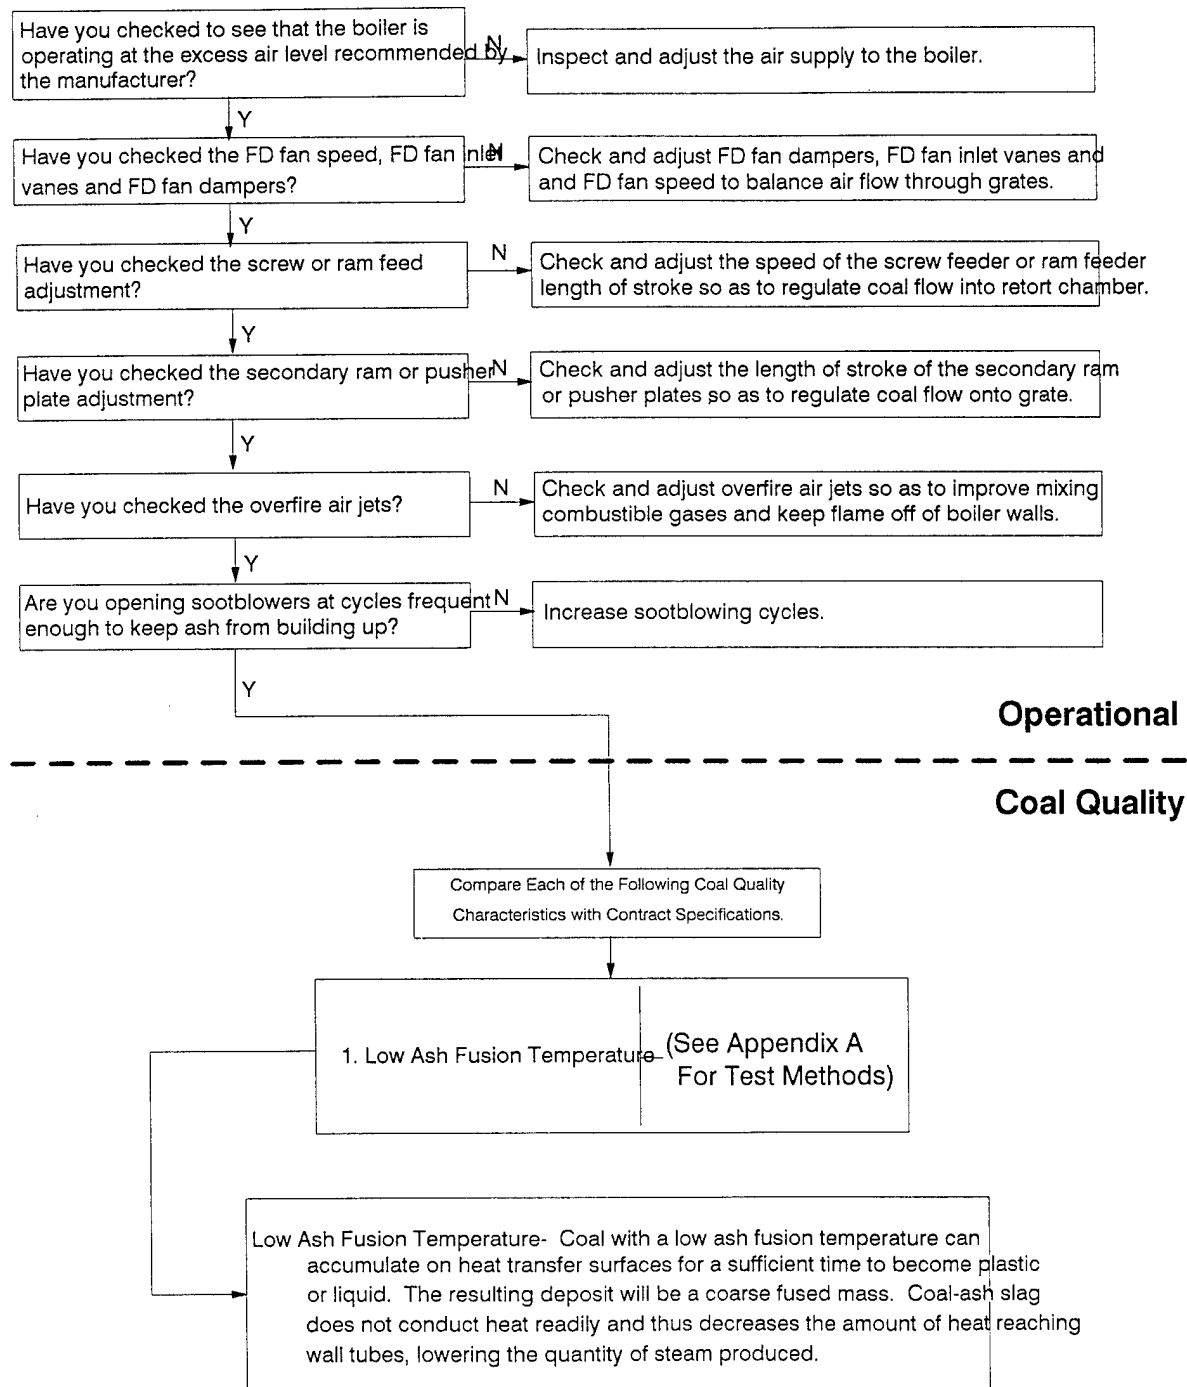 Have you checked to see that the boiler is
operating at the excess air level recommended by
the manufacturer?
N
Inspect and adjust the air supply to the boiler.
Y
Have you checked the FD fan speed, FD fan inlet
vanes and FD fan dampers?
N
Check and adjust FD fan dampers, FD fan inlet vanes and
and FD fan speed to balance air flow through grates.
Y
Have you checked the screw or ram feed
adjustment?
N
Check and adjust the speed of the screw feeder or ram feeder
length of stroke so as to regulate coal flow into retort chamber.
Y
Have you checked the secondary ram or pusher
plate adjustment?
N
Check and adjust the length of stroke of the secondary ram
or pusher plates so as to regulate coal flow onto grate.
Y
Have you checked the overfire air jets?
N
Check and adjust overfire air jets so as to improve mixing
combustible gases and keep flame off of boiler walls.
Y
Are you opening sootblowers at cycles frequent
enough to keep ash from building up?
N
Increase sootblowing cycles.
Y
Operational
Coal Quality
Compare Each of the Following Coal Quality
Characteristics with Contract Specifications.
1. Low Ash Fusion Temperature-
(See Appendix A
For Test Methods)
Low Ash Fusion Temperature- Coal with a low ash fusion temperature can
accumulate on heat transfer surfaces for a sufficient time to become plastic
or liquid. The resulting deposit will be a coarse fused mass. Coal-ash slag
does not conduct heat readily and thus decreases the amount of heat reaching
wall tubes, lowering the quantity of steam produced.